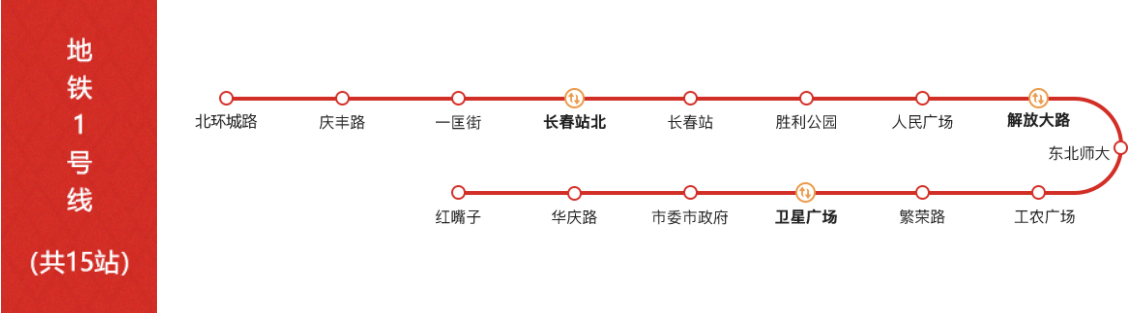 地
铁
1
号
线
(共15站)
北环城路
庆丰路
一匡街
长春站北
长春站
胜利公园
人民广场
解放大路
东北师大
红嘴子
华庆路
市委市政府
卫星广场
繁荣路
工农广场